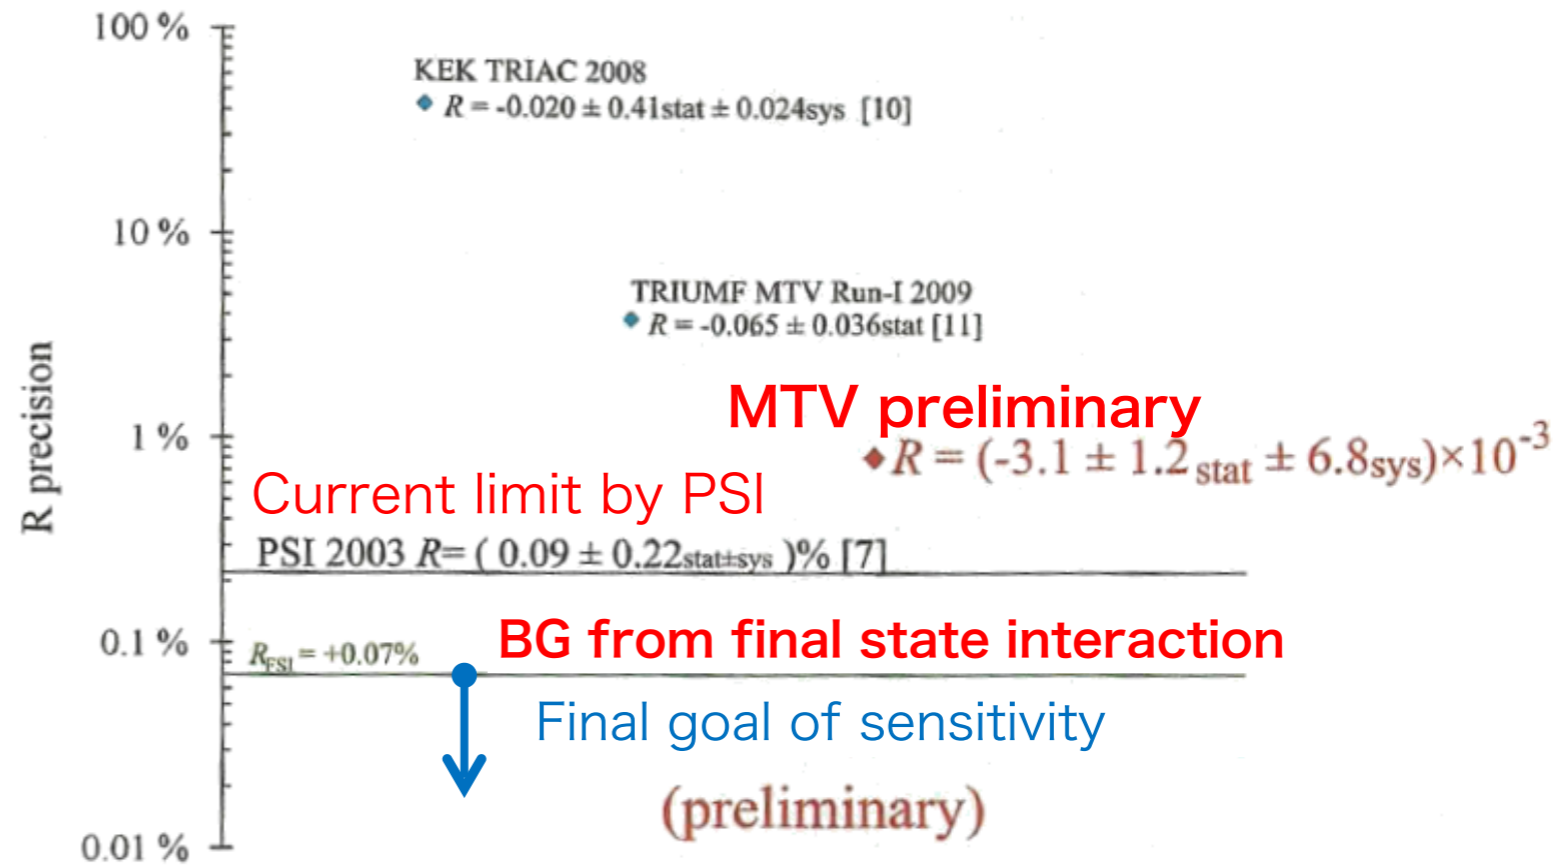 100 %
KEK TRIAC 2008
R = -0.020 ± 0.41stat ± 0.024sys [10]
10 %
TRIUMF MTV Run-I 2009
R = -0.065 ± 0.036stat [11]
R precision
MTV preliminary
1 %
R = (-3.1 ± 1.2 stat ± 6.8sys)×10⁻³
Current limit by PSI
PSI 2003 R= ( 0.09 ± 0.22stat±sys )% [7]
BG from final state interaction
0.1 %
R_FSI = +0.07%
Final goal of sensitivity
(preliminary)
0.01 %